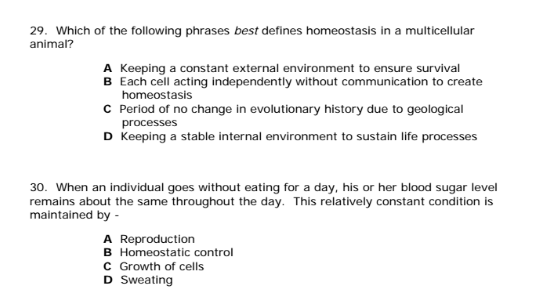 29. Which of the following phrases best defines homeostasis in a multicellular
animal?
A Keeping a constant external environment to ensure survival
B Each cell acting independently without communication to create
homeostasis
C Period of no change in evolutionary history due to geological
processes
D Keeping a stable internal environment to sustain life processes
30. When an individual goes without eating for a day, his or her blood sugar level
remains about the same throughout the day. This relatively constant condition is
maintained by -
A Reproduction
B Homeostatic control
C Growth of cells
D Sweating